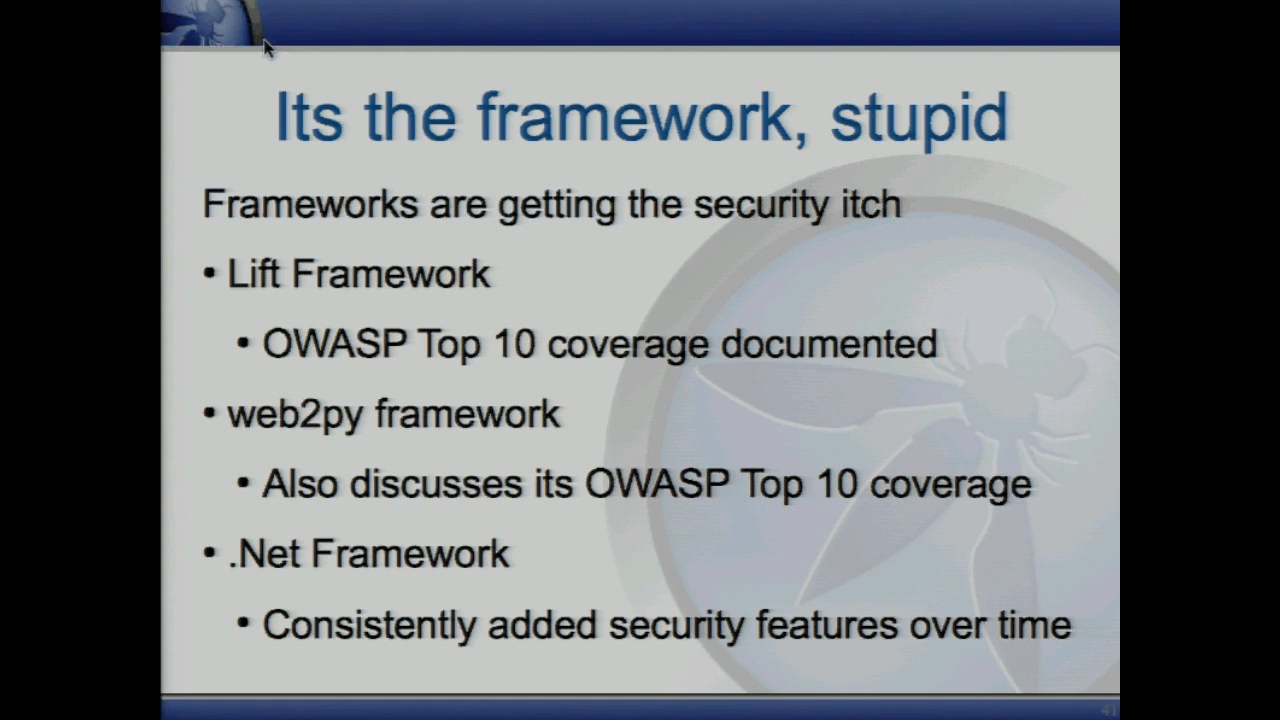 Its the framework, stupid
Frameworks are getting the security itch
• Lift Framework
• OWASP Top 10 coverage documented
• web2py framework
• Also discusses its OWASP Top 10 coverage
• .Net Framework
• Consistently added security features over time
41